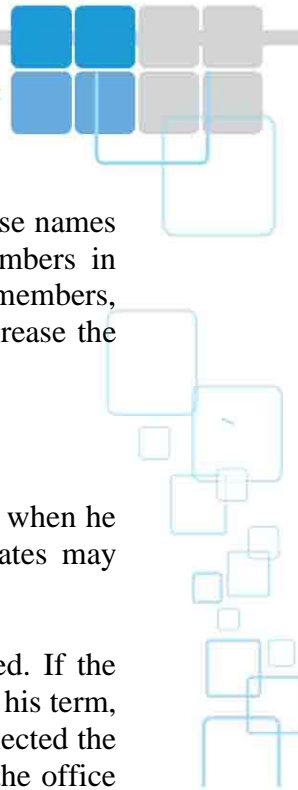 se names
mbers in
members,
rease the
when he
ates may
ed. If the
his term,
lected the
he office